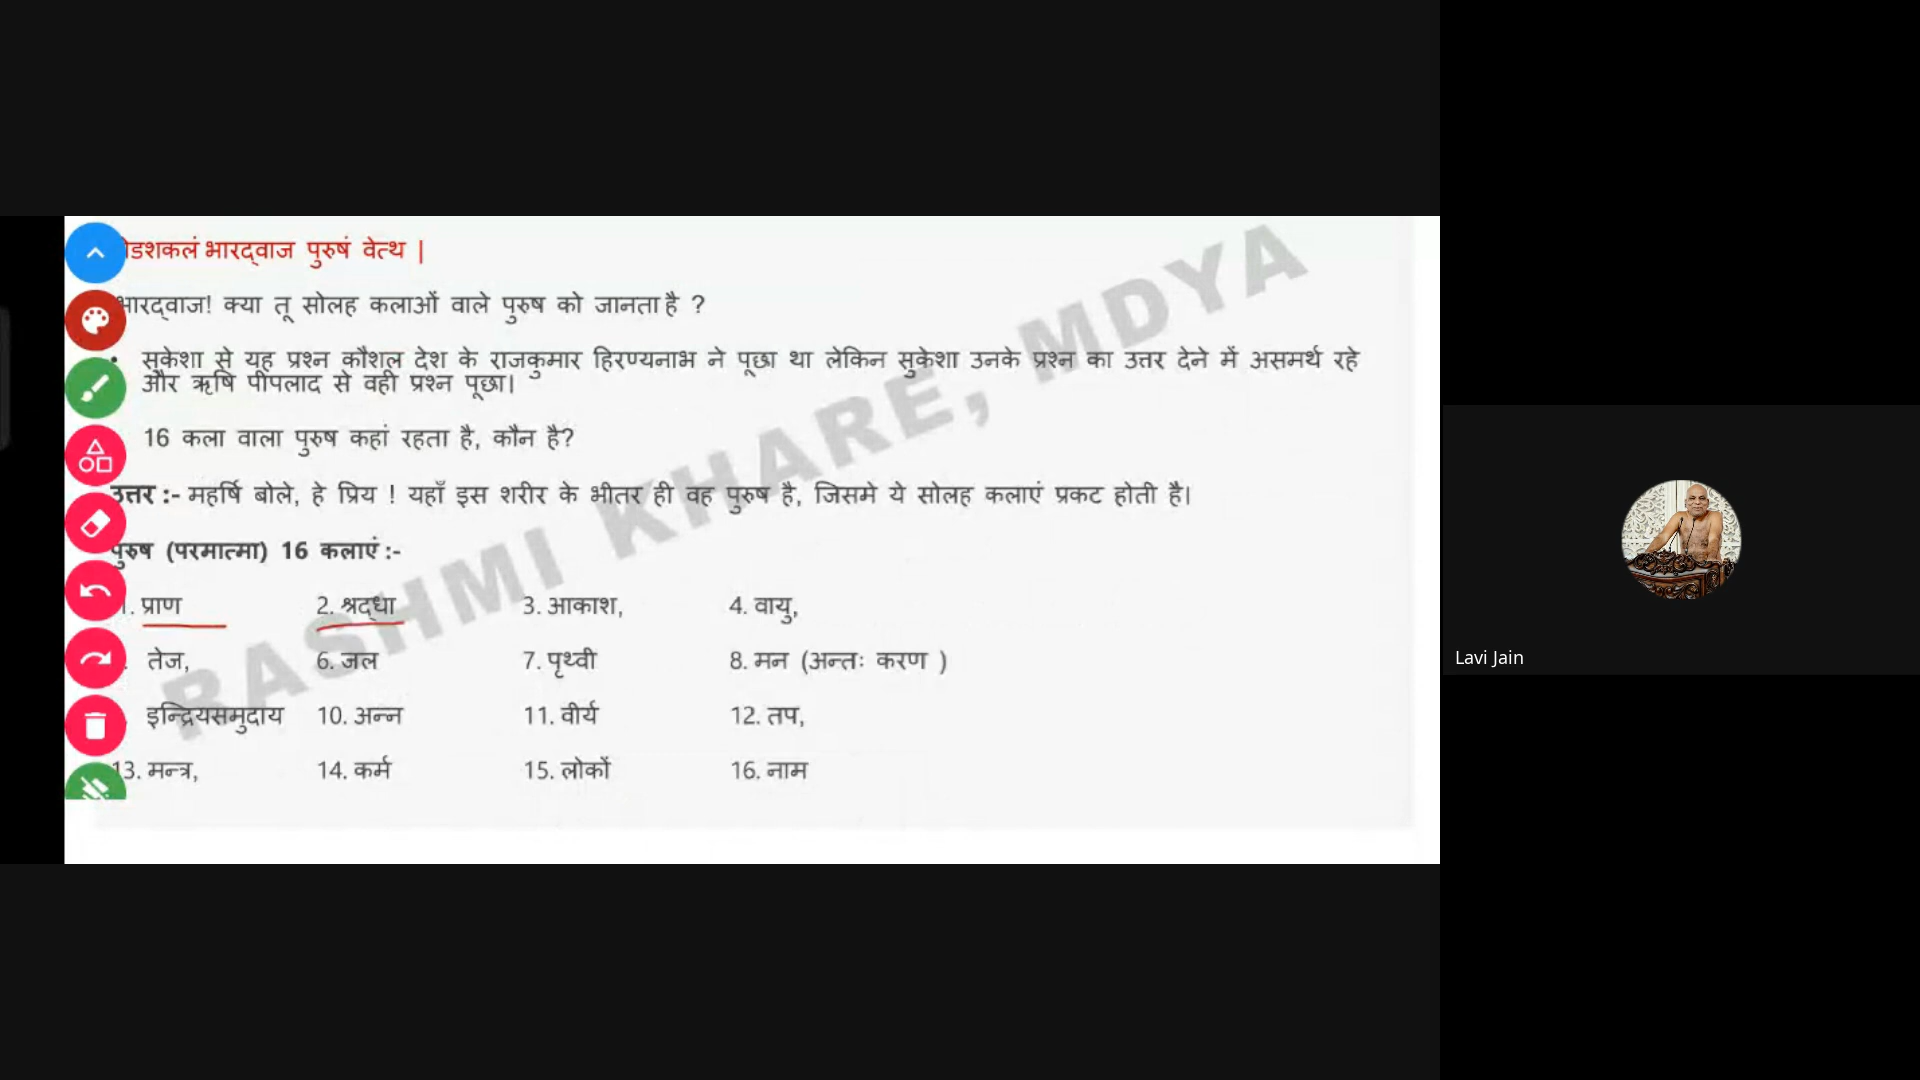 भारद्वाज पुरुषं वेत्थ |
RASHMI KHARE, MDYA
भारद्वाज! क्या तू सोलह कलाओं वाले पुरुष को जानता है ?
• सुकेशा से यह प्रश्न कौशल देश के राजकुमार हिरण्यनाभ ने पूछा था लेकिन सुकेशा उनके प्रश्न का उत्तर देने में असमर्थ रहे
और ऋषि पीपलाद से वही प्रश्न पूछा।
16 कला वाला पुरुष कहां रहता है, कौन है?
उत्तर :- महर्षि बोले, हे प्रिय ! यहाँ इस शरीर के भीतर ही वह पुरुष है, जिसमे ये सोलह कलाएं प्रकट होती है।
पुरुष (परमात्मा) 16 कलाएं :-
1. प्राण 2. श्रद्धा 3. आकाश, 4. वायु,
तेज, 6. जल 7. पृथ्वी 8. मन (अन्तः करण )
इन्द्रियसमुदाय 10. अन्न 11. वीर्य 12. तप,
13. मन्त्र, 14. कर्म 15. लोकों 16. नाम
Lavi Jain